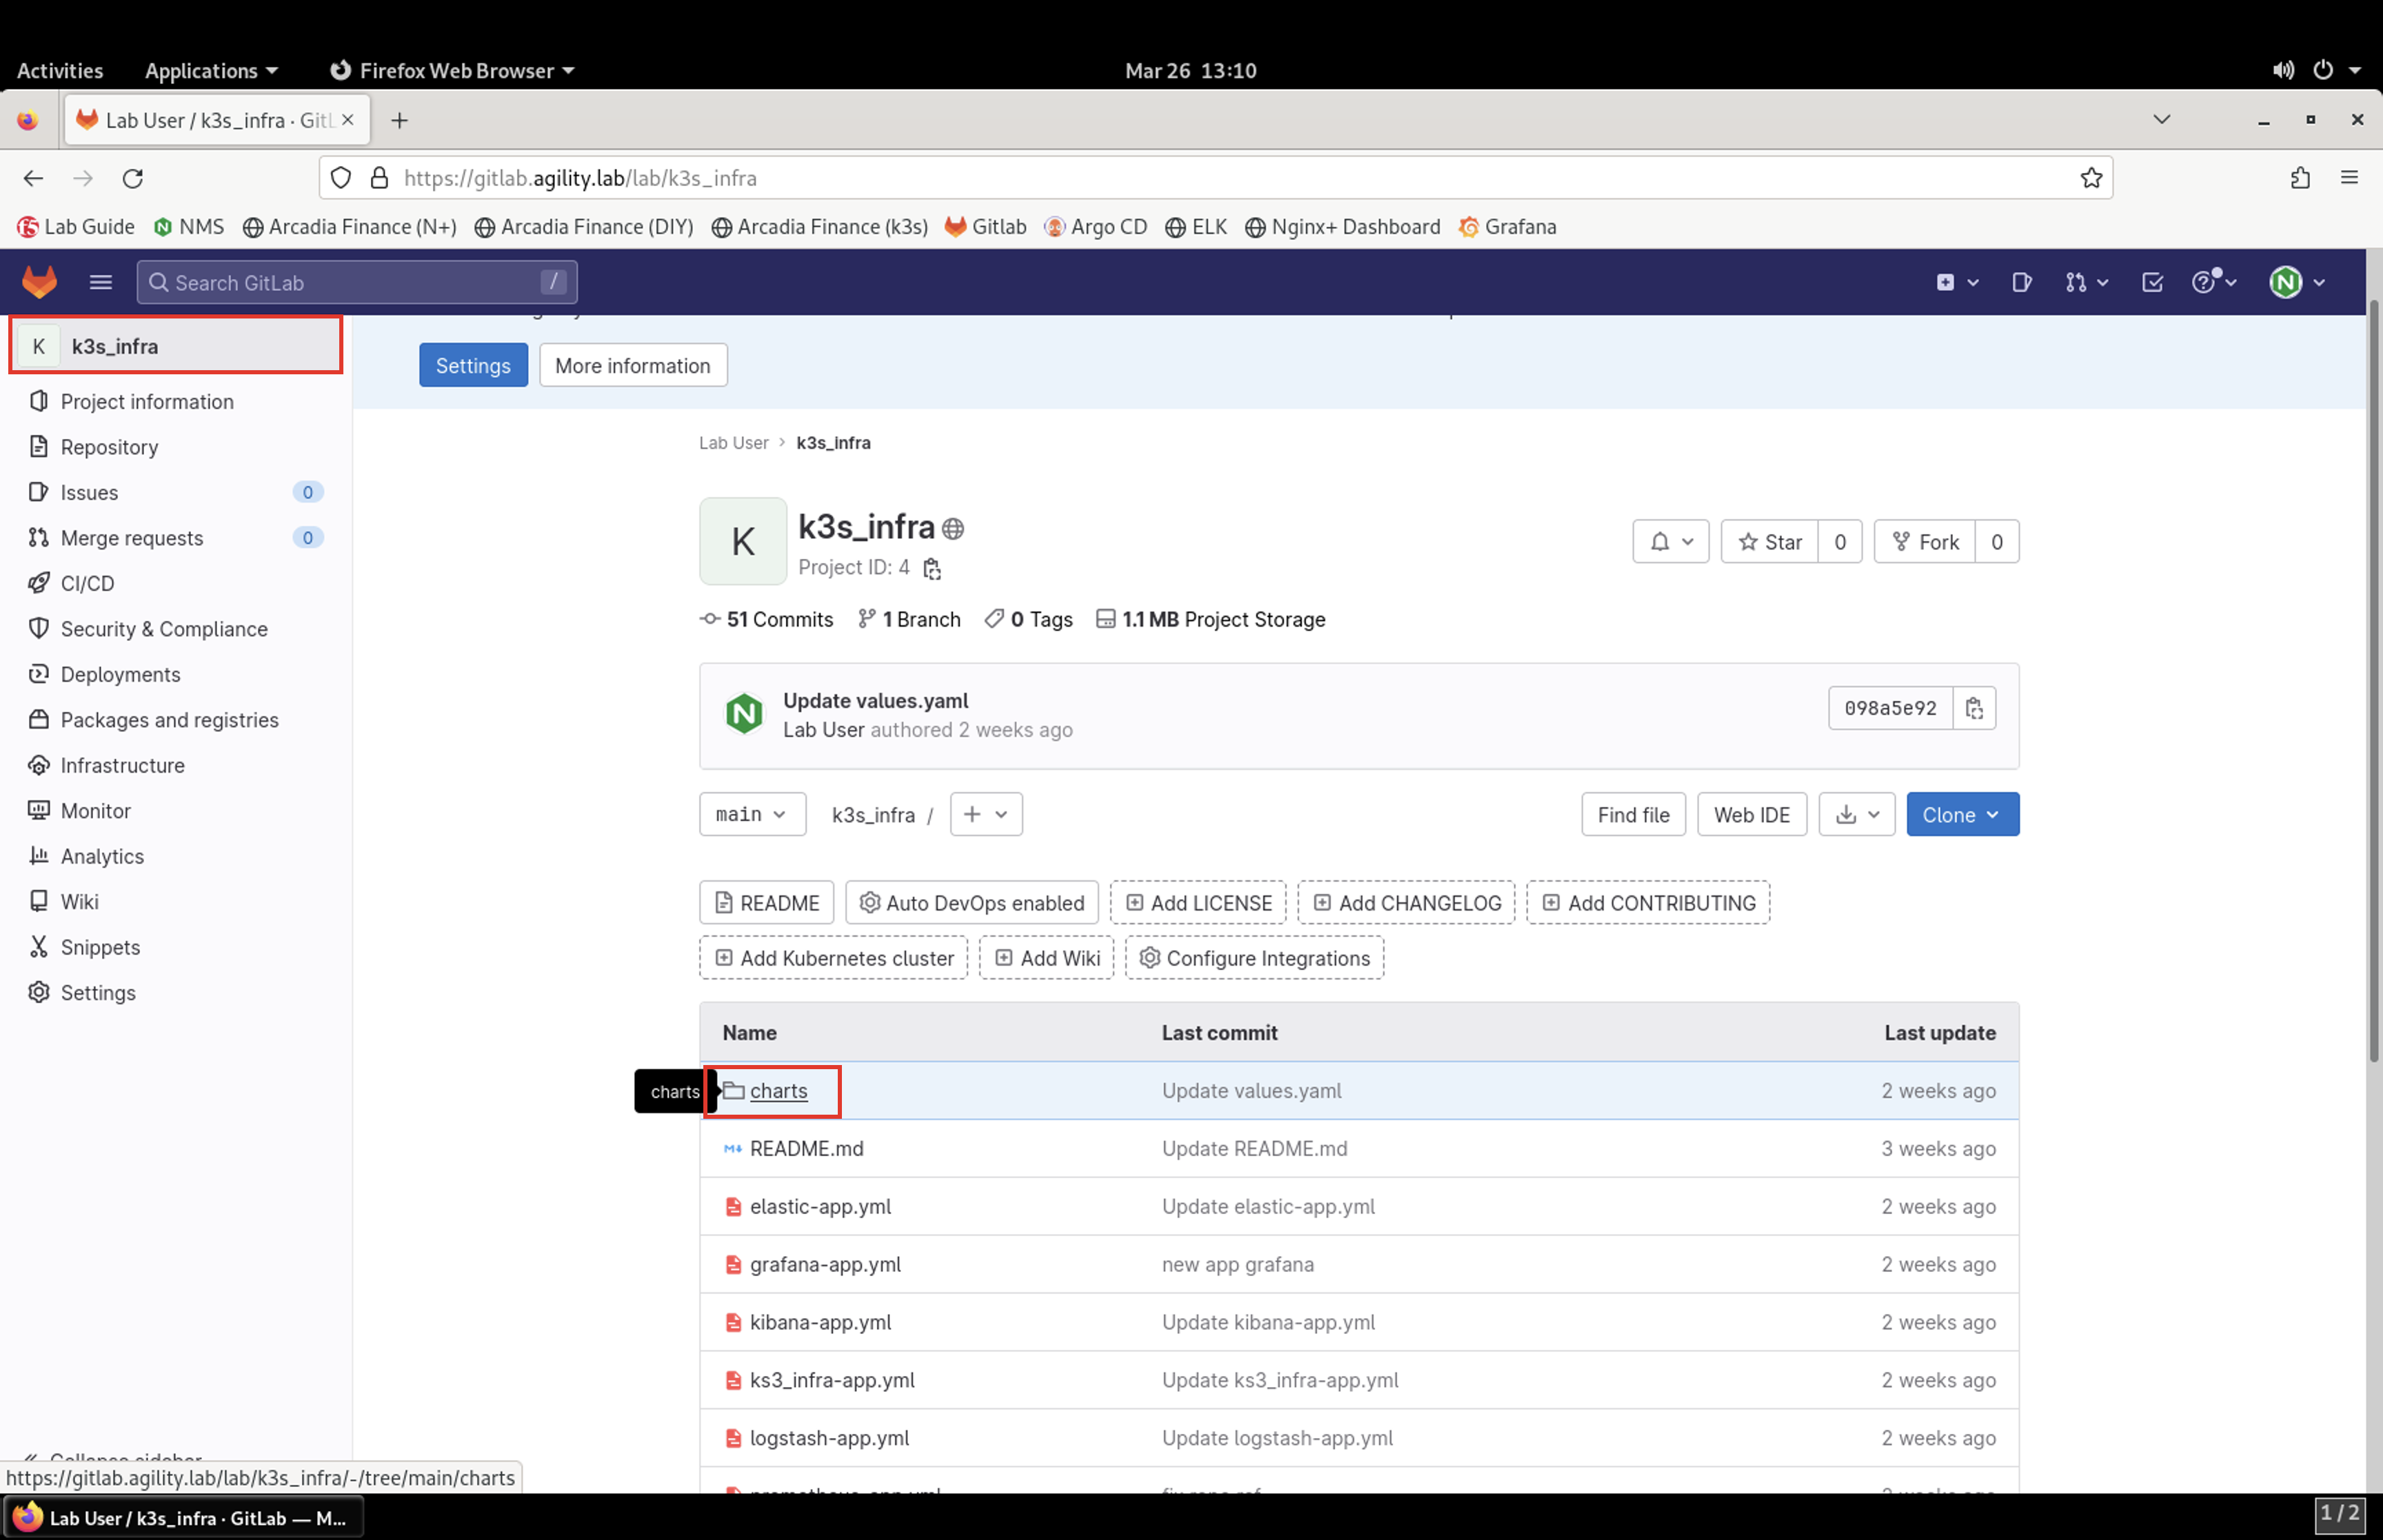 Activities Applications Firefox Web Browser Mar 26 13:10
Lab User / k3s_infra · GitL
https://gitlab.agility.lab/lab/k3s_infra
Lab Guide NMS Arcadia Finance (N+) Arcadia Finance (DIY) Arcadia Finance (k3s) Gitlab Argo CD ELK Nginx+ Dashboard Grafana
Search GitLab /
K k3s_infra
Settings More information
Project information
Repository
Issues 0
Merge requests 0
CI/CD
Security & Compliance
Deployments
Packages and registries
Infrastructure
Monitor
Analytics
Wiki
Snippets
Settings
Lab User > k3s_infra
K
k3s_infra
Project ID: 4
Star 0 Fork 0
51 Commits 1 Branch 0 Tags 1.1 MB Project Storage
Update values.yaml
Lab User authored 2 weeks ago
098a5e92
main k3s_infra / + Find file Web IDE Clone
README Auto DevOps enabled Add LICENSE Add CHANGELOG Add CONTRIBUTING
Add Kubernetes cluster Add Wiki Configure Integrations
Name Last commit Last update
charts charts Update values.yaml 2 weeks ago
README.md Update README.md 3 weeks ago
elastic-app.yml Update elastic-app.yml 2 weeks ago
grafana-app.yml new app grafana 2 weeks ago
kibana-app.yml Update kibana-app.yml 2 weeks ago
ks3_infra-app.yml Update ks3_infra-app.yml 2 weeks ago
logstash-app.yml Update logstash-app.yml 2 weeks ago
Collapse sidebar
https://gitlab.agility.lab/lab/k3s_infra/-/tree/main/charts
Lab User / k3s_infra · GitLab — M... 1 / 2